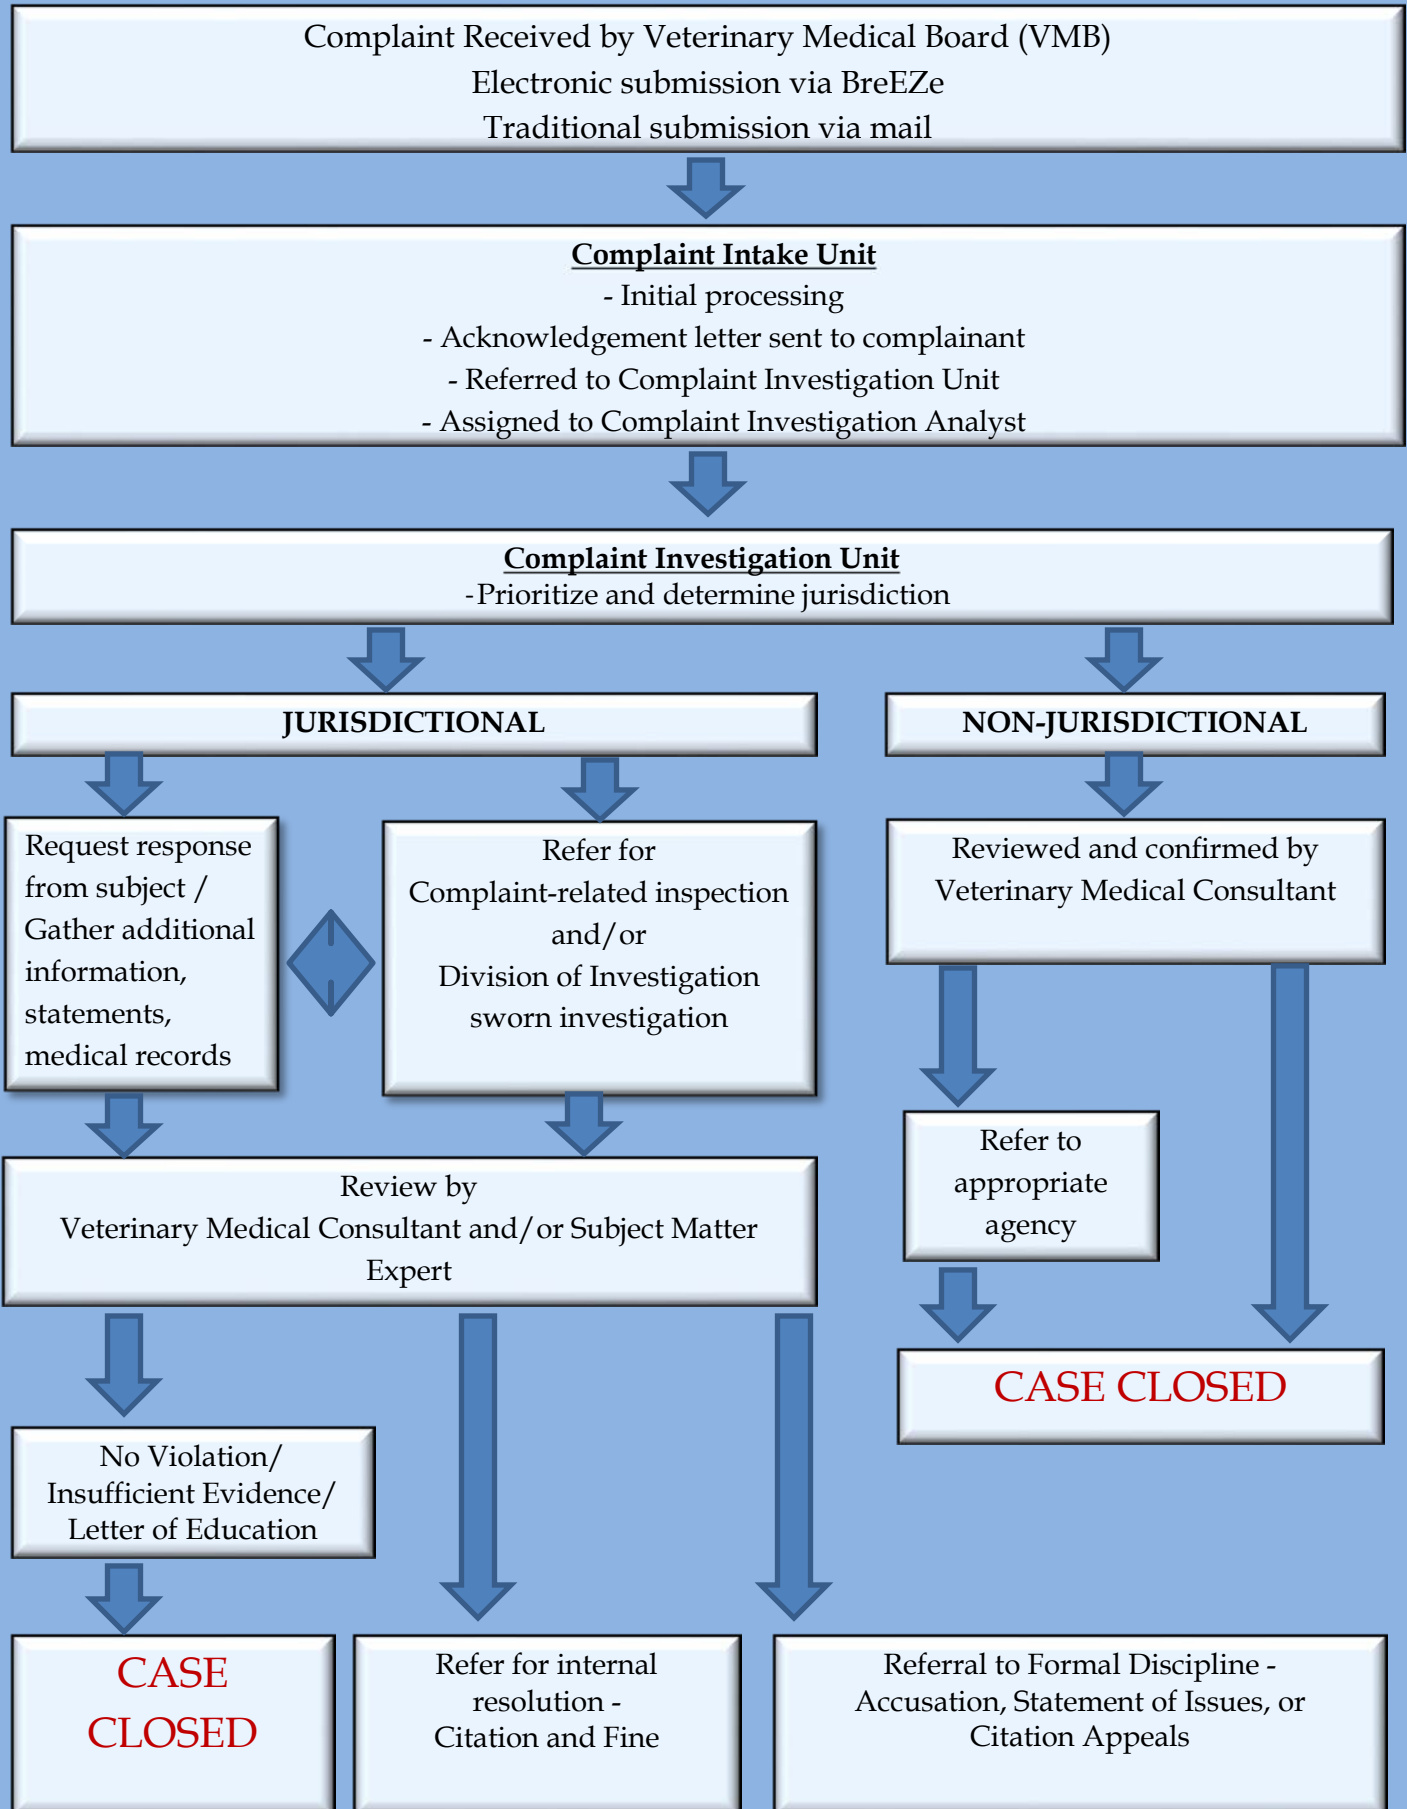 Complaint Received by Veterinary Medical Board (VMB)
Electronic submission via BreEZe
Traditional submission via mail
Complaint Intake Unit
- Initial processing
- Acknowledgement letter sent to complainant
- Referred to Complaint Investigation Unit
- Assigned to Complaint Investigation Analyst
Complaint Investigation Unit
-Prioritize and determine jurisdiction
JURISDICTIONAL
NON-JURISDICTIONAL
Request response
from subject /
Gather additional
information,
statements,
medical records
Refer for
Complaint-related inspection
and/or
Division of Investigation
sworn investigation
Reviewed and confirmed by
Veterinary Medical Consultant
Refer to
appropriate
agency
Review by
Veterinary Medical Consultant and/or Subject Matter
Expert
CASE CLOSED
No Violation/
Insufficient Evidence/
Letter of Education
CASE
CLOSED
Refer for internal
resolution -
Citation and Fine
Referral to Formal Discipline -
Accusation, Statement of Issues, or
Citation Appeals